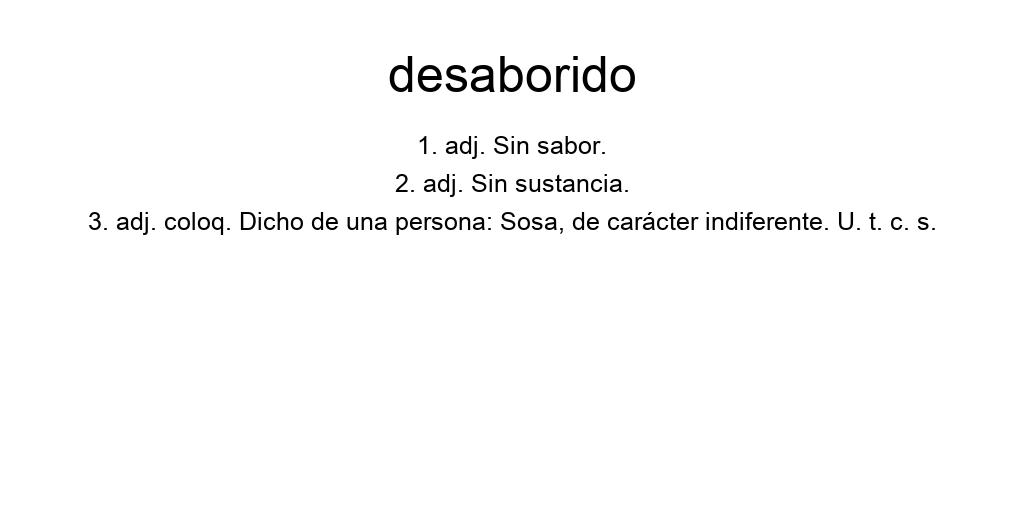 desaborido
1. adj. Sin sabor.
2. adj. Sin sustancia.
3. adj. coloq. Dicho de una persona: Sosa, de carácter indiferente. U. t. c. s.